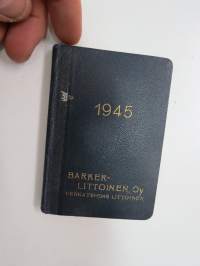 1945
BARKER-
LITTOINEN Oy
VERKATEHDAS LITTOINEN